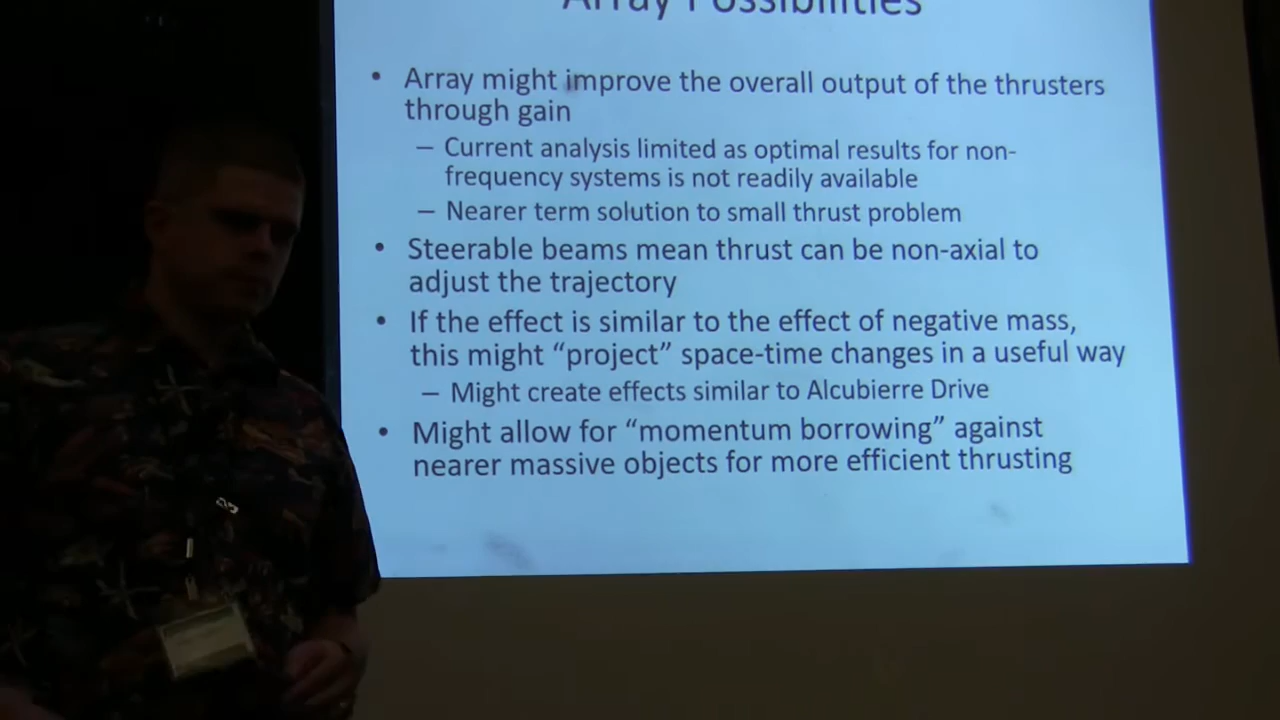 Array Possibilities
• Array might improve the overall output of the thrusters
through gain
– Current analysis limited as optimal results for non-
frequency systems is not readily available
– Nearer term solution to small thrust problem
• Steerable beams mean thrust can be non-axial to
adjust the trajectory
• If the effect is similar to the effect of negative mass,
this might “project” space-time changes in a useful way
– Might create effects similar to Alcubierre Drive
• Might allow for “momentum borrowing” against
nearer massive objects for more efficient thrusting